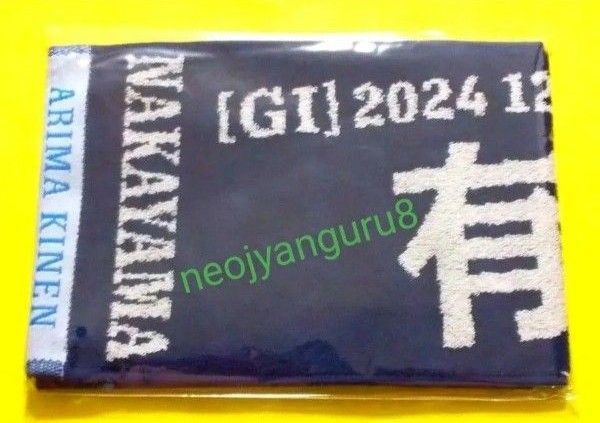 ARIMA KINEN
NAKAYAMA
[GI] 2024 12
有
neojyanguru8